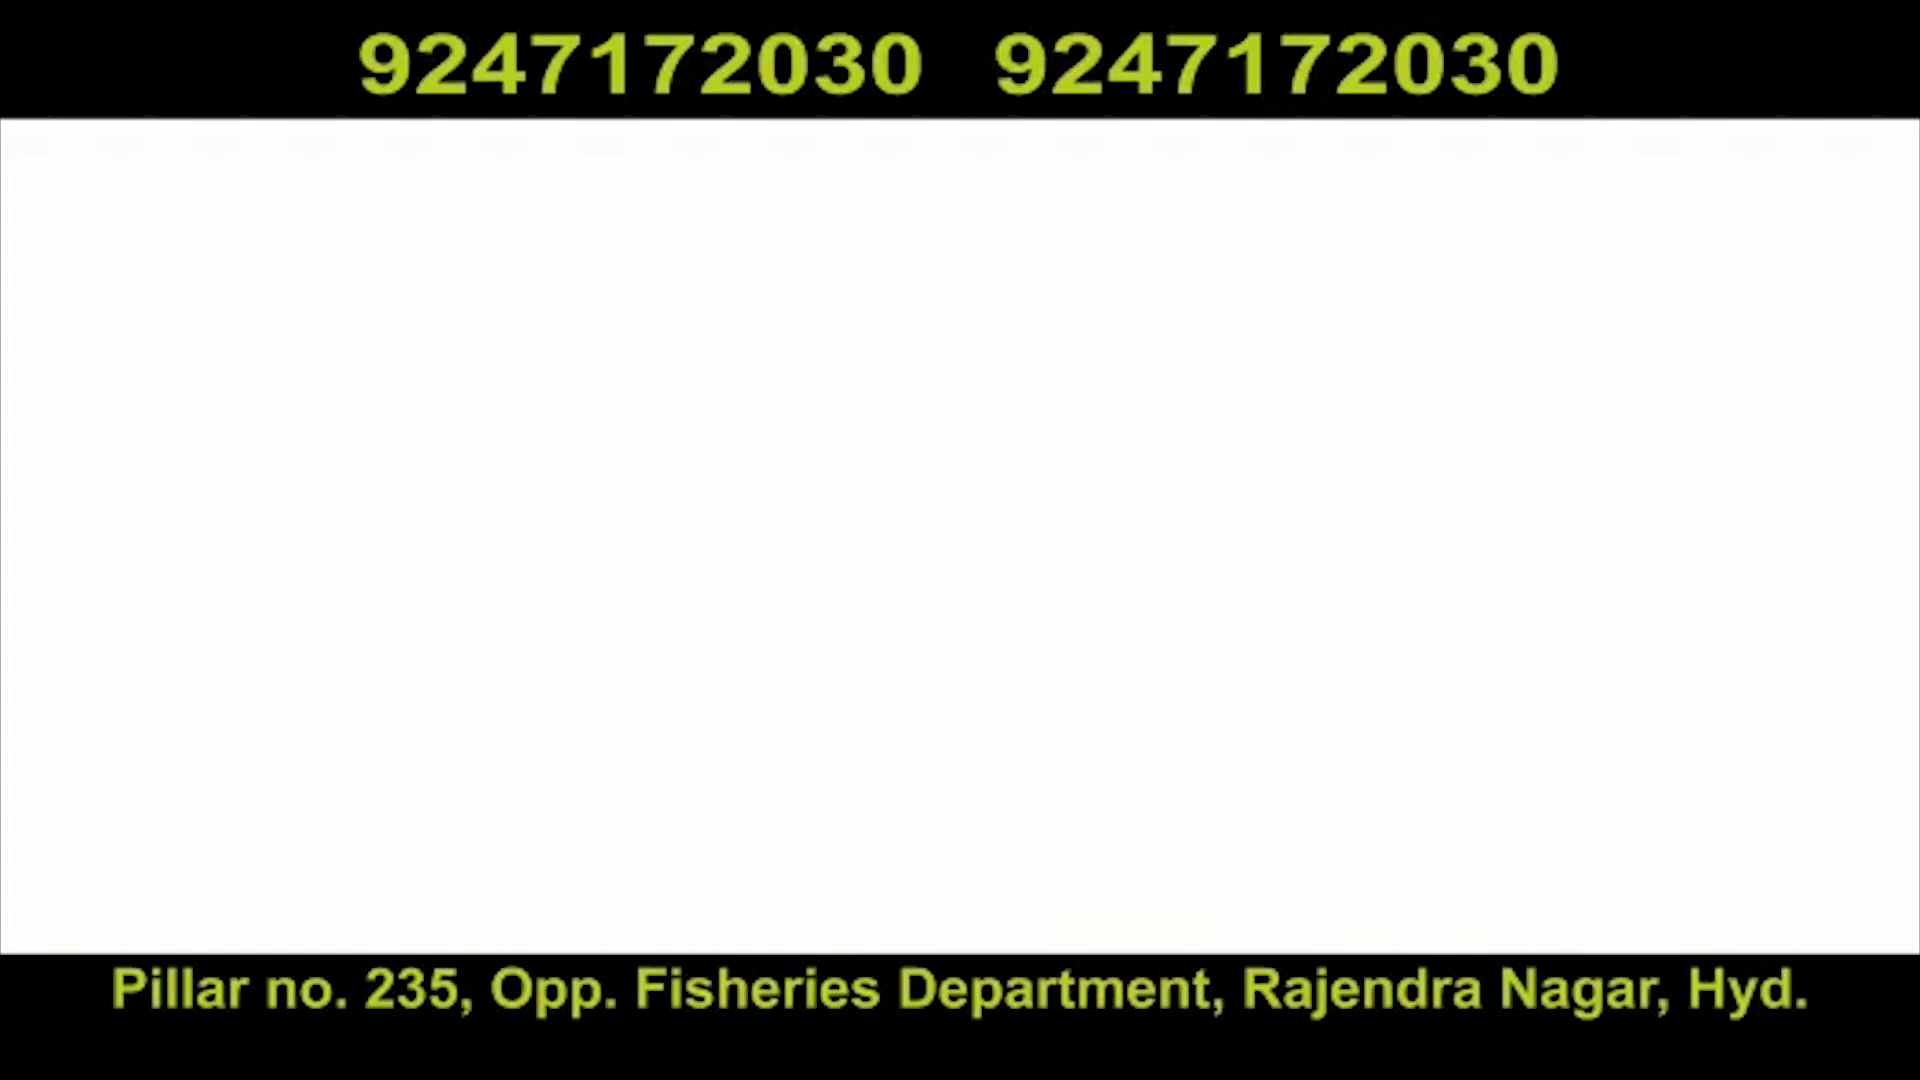 9247172030 9247172030
Pillar no. 235, Opp. Fisheries Department, Rajendra Nagar, Hyd.